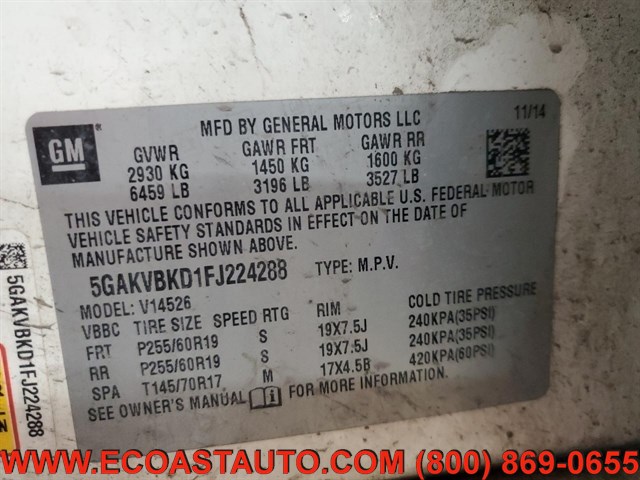 GM ®
MFD BY GENERAL MOTORS LLC 11/14
GVWR GAWR FRT GAWR RR
2930 KG 1450 KG 1600 KG
6459 LB 3196 LB 3527 LB
THIS VEHICLE CONFORMS TO ALL APPLICABLE U.S. FEDERAL MOTOR
VEHICLE SAFETY STANDARDS IN EFFECT ON THE DATE OF
MANUFACTURE SHOWN ABOVE.
5GAKVBKD1FJ224288 TYPE: M.P.V.
MODEL: V14526
VBBC TIRE SIZE SPEED RTG RIM COLD TIRE PRESSURE
FRT P255/60R19 S 19X7.5J 240KPA(35PSI)
RR P255/60R19 S 19X7.5J 240KPA(35PSI)
SPA T145/70R17 M 17X4.5B 420KPA(60PSI)
SEE OWNER'S MANUAL FOR MORE INFORMATION
5GAKVBKD1FJ224288
WWW.ECOASTAUTO.COM (800) 869-0655